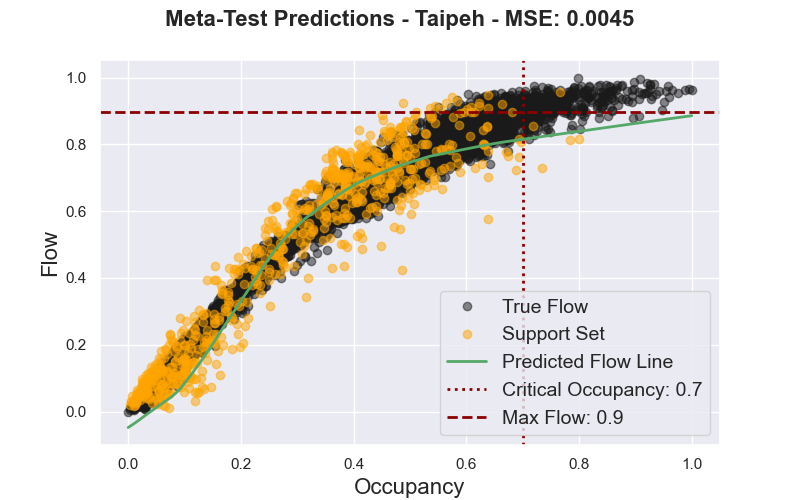 Meta-Test Predictions - Taipeh - MSE: 0.0045
1.0
0.8
0.6
0.4
0.2
0.0
Flow
True Flow
Support Set
Predicted Flow Line
Critical Occupancy: 0.7
Max Flow: 0.9
0.0 0.2 0.4 0.6 0.8 1.0
Occupancy